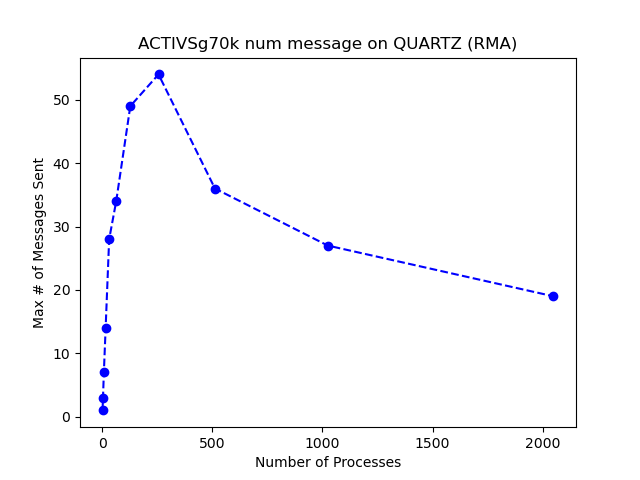 ACTIVSg70k num message on QUARTZ (RMA)
Max # of Messages Sent
50
40
30
20
10
0
0 500 1000 1500 2000
Number of Processes